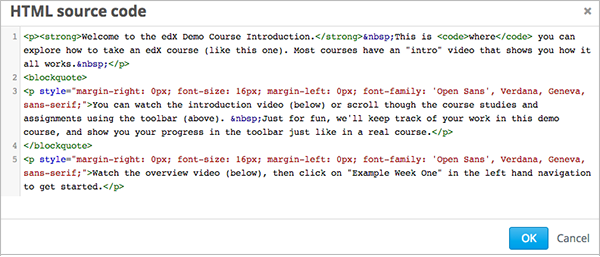 HTML source code ×
1 <p><strong>Welcome to the edX Demo Course Introduction.</strong>&nbsp;This is <code>where</code> you can
explore how to take an edX course (like this one). Most courses have an "intro" video that shows you how it
all works.&nbsp;</p>
2 <blockquote>
3 <p style="margin-right: 0px; font-size: 16px; margin-left: 0px; font-family: 'Open Sans', Verdana, Geneva,
sans-serif;">You can watch the introduction video (below) or scroll though the course studies and
assignments using the toolbar (above). &nbsp;Just for fun, we'll keep track of your work in this demo
course, and show you your progress in the toolbar just like in a real course.</p>
4 </blockquote>
5 <p style="margin-right: 0px; font-size: 16px; margin-left: 0px; font-family: 'Open Sans', Verdana, Geneva,
sans-serif;">Watch the overview video (below), then click on "Example Week One" in the left hand navigation
to get started.</p>
OK Cancel